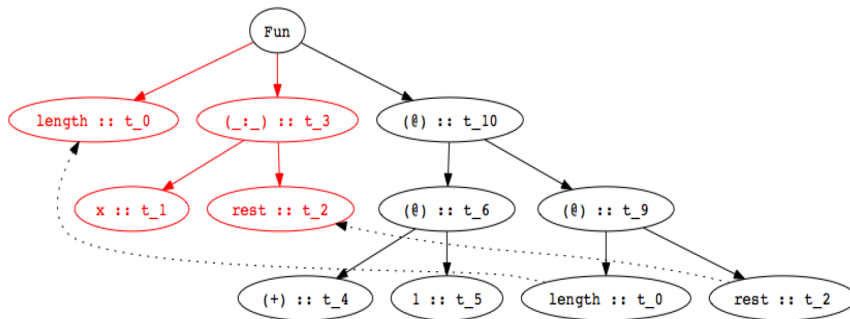 Fun
length :: t_0
(_:_) :: t_3
(@) :: t_10
x :: t_1
rest :: t_2
(@) :: t_6
(@) :: t_9
(+) :: t_4
1 :: t_5
length :: t_0
rest :: t_2